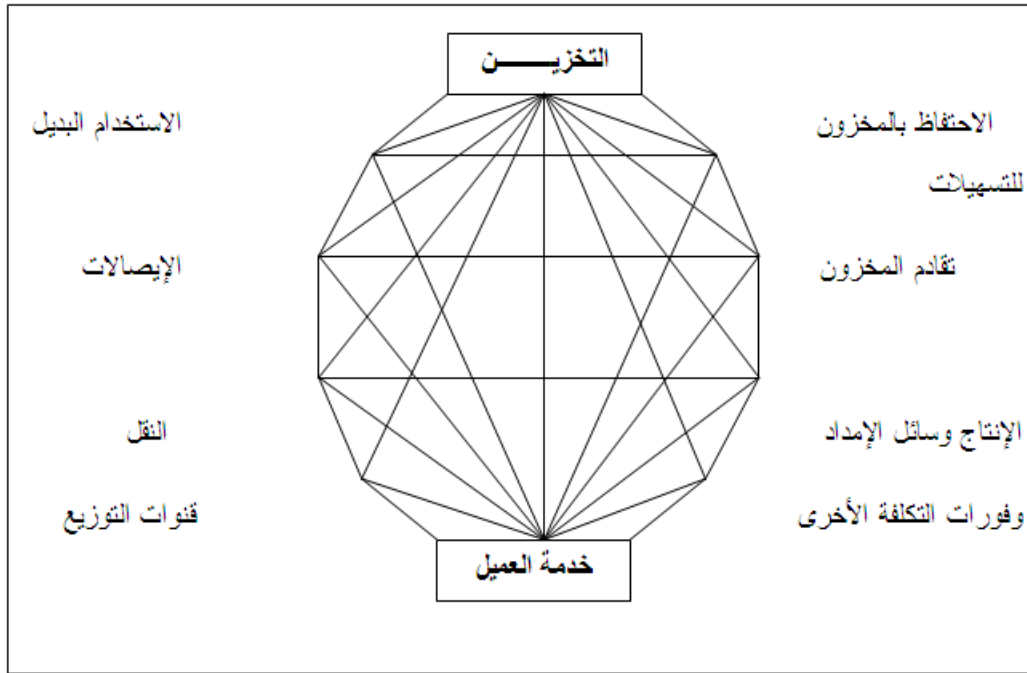 التخزيـــــــن
الاحتفاظ بالمخزون
للتسهيلات
تقادم المخزون
الإنتاج وسائل الإمداد
وفورات التكلفة الأخرى
الاستخدام البديل
الإيصالات
النقل
قنوات التوزيع
خدمة العميل